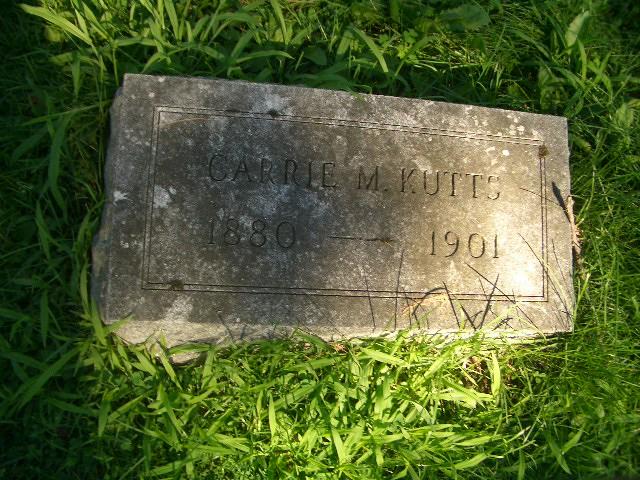 CARRIE M. KUTTS
1880 — 1901